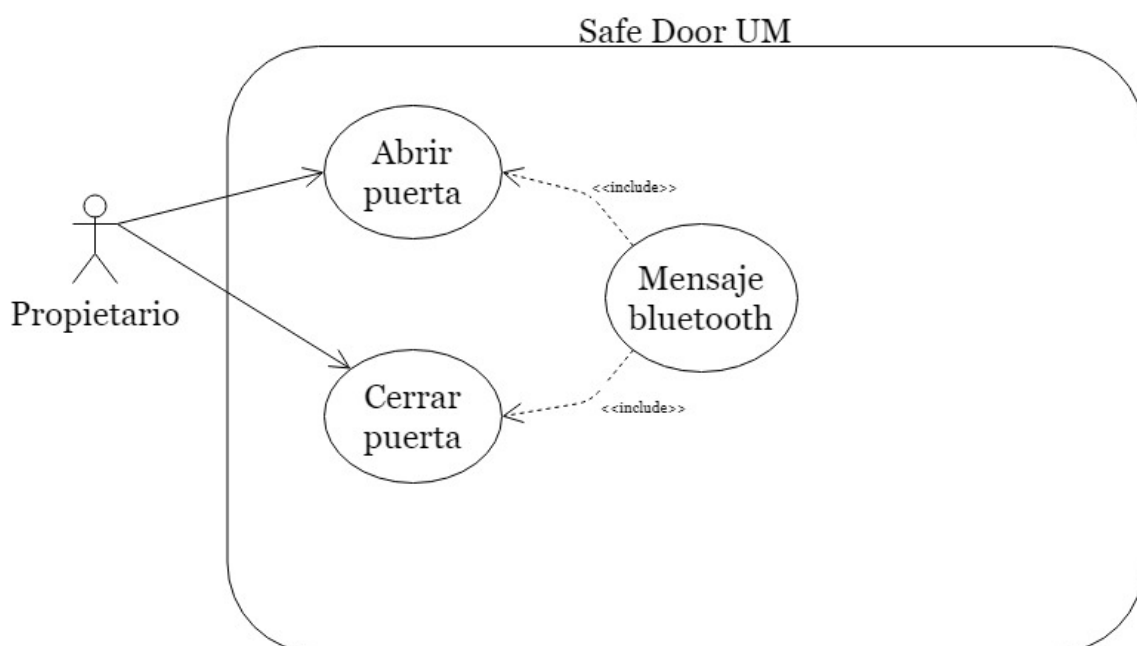 Safe Door UM
Abrir
puerta
<<include>>
Mensaje
bluetooth
Propietario
Cerrar
puerta
<<include>>